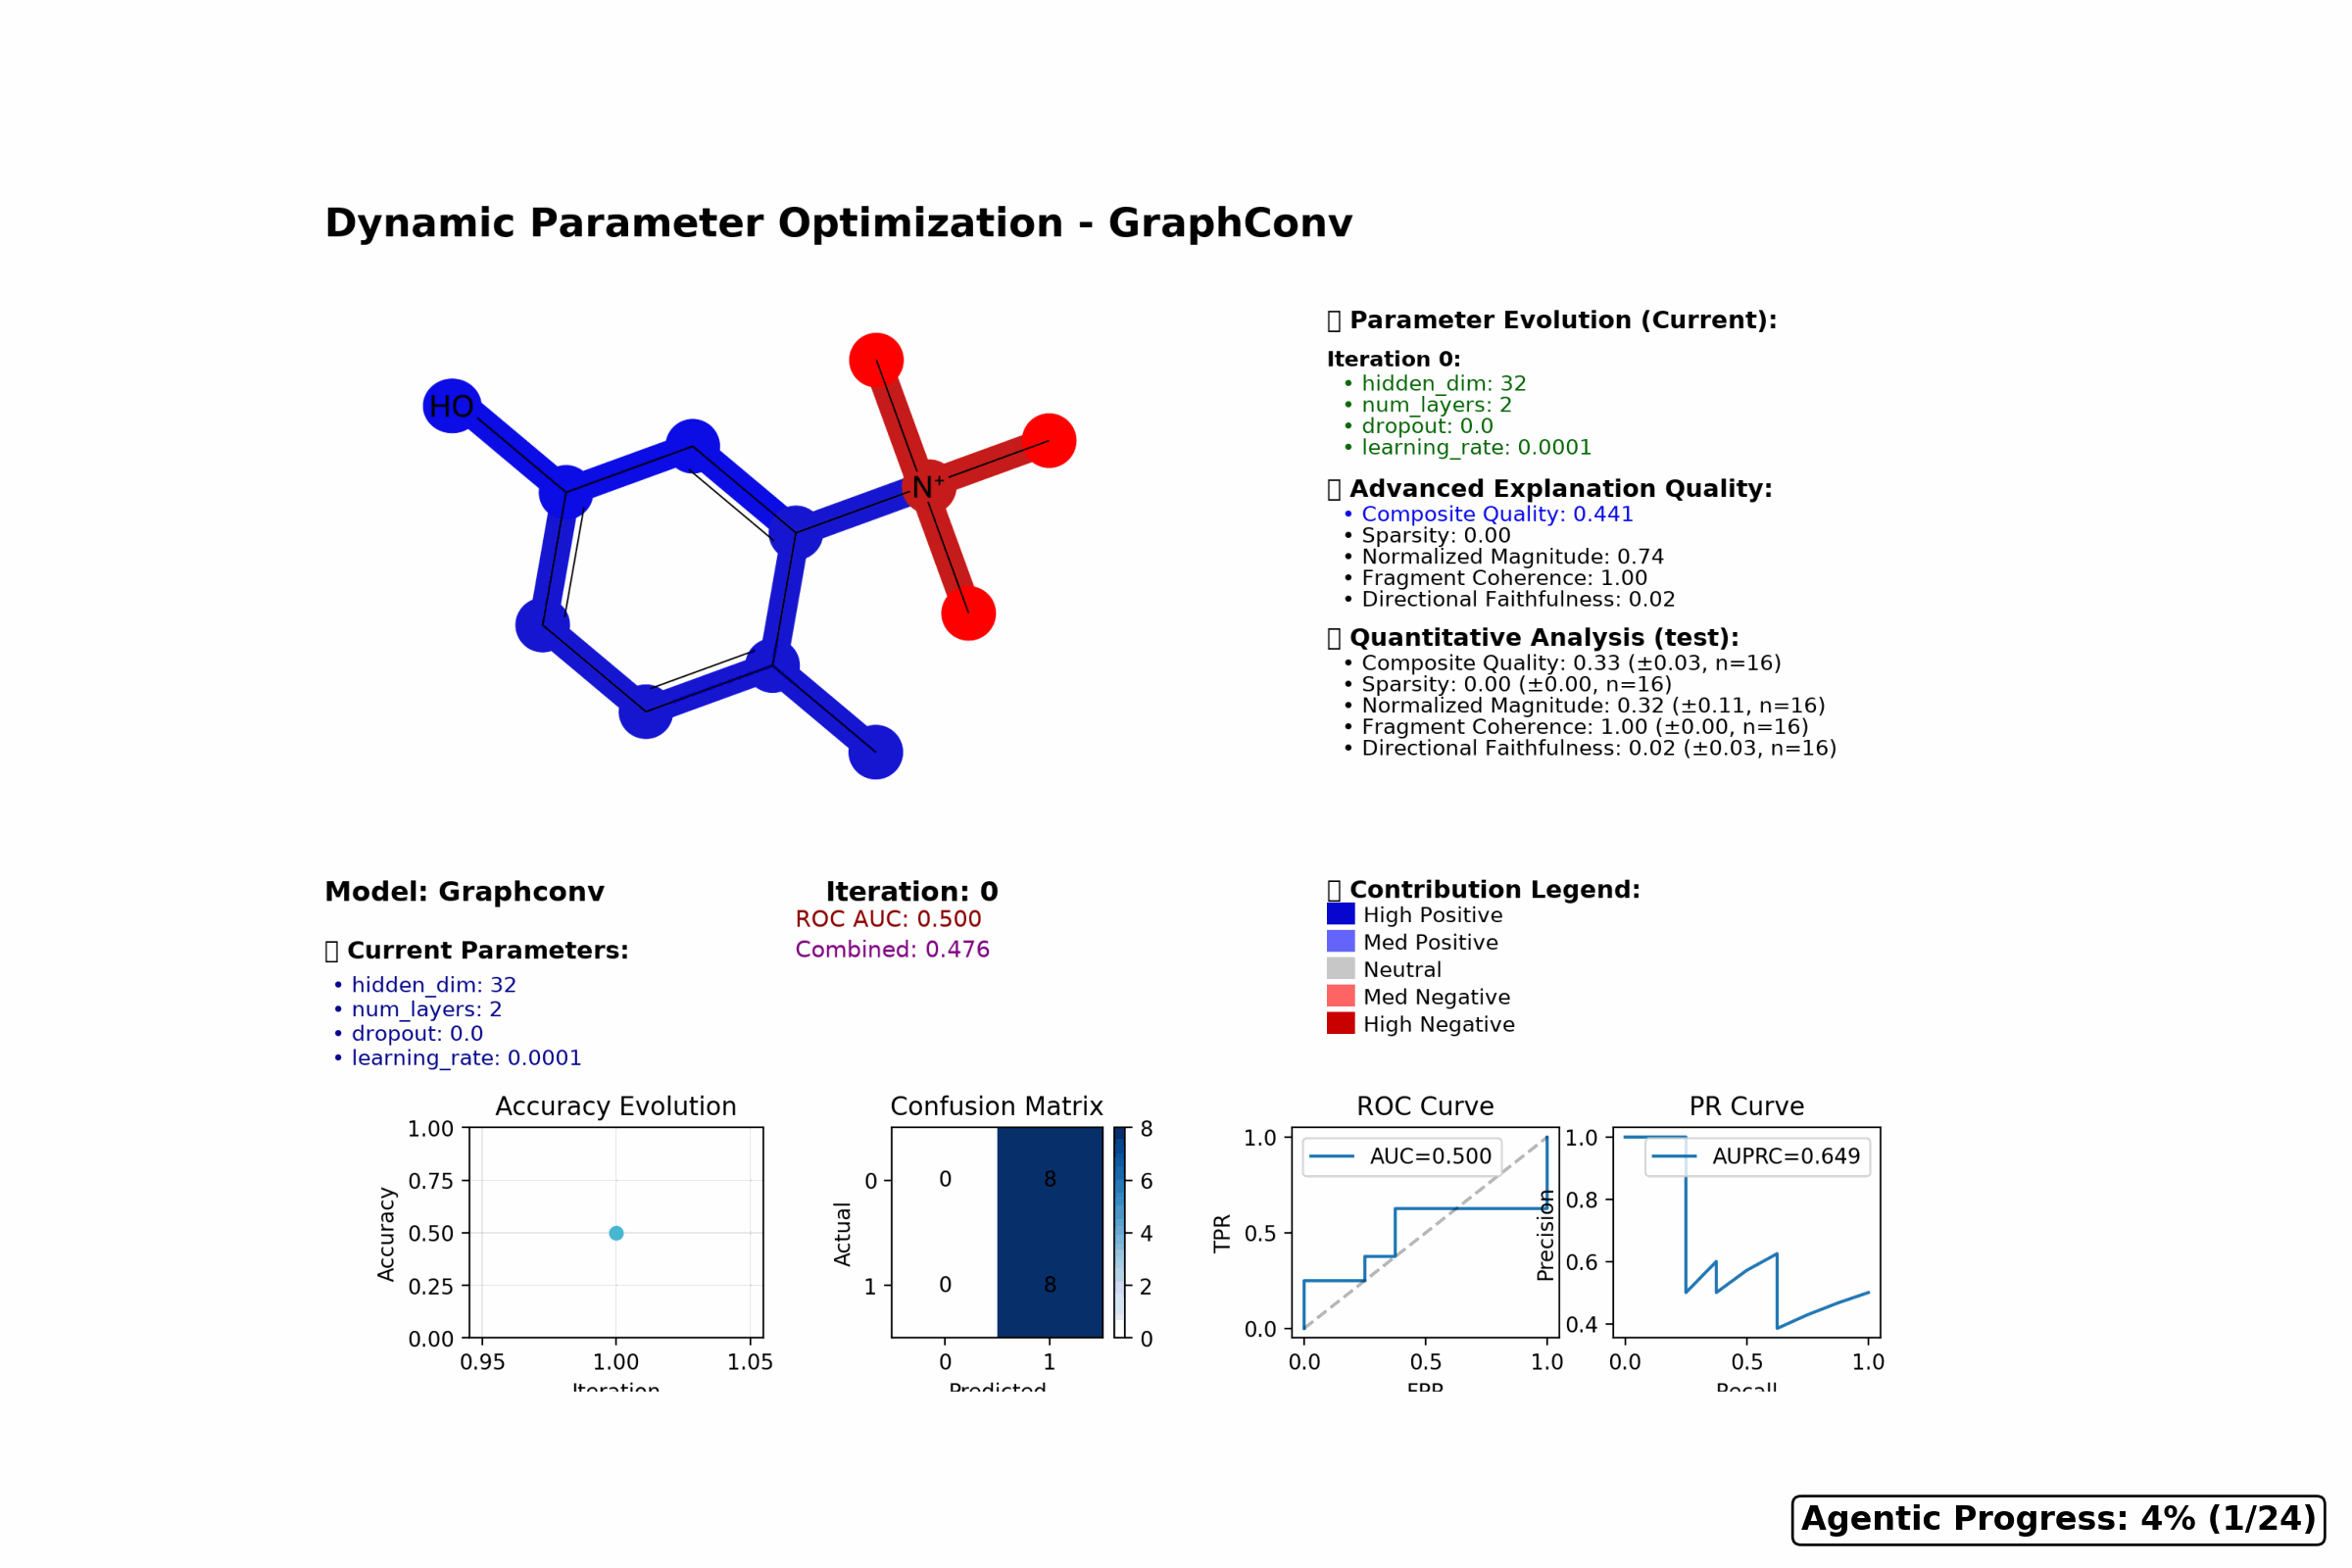 Dynamic Parameter Optimization - GraphConv
HO
N⁺
Parameter Evolution (Current):
Iteration 0:
• hidden_dim: 32
• num_layers: 2
• dropout: 0.0
• learning_rate: 0.0001
Advanced Explanation Quality:
• Composite Quality: 0.441
• Sparsity: 0.00
• Normalized Magnitude: 0.74
• Fragment Coherence: 1.00
• Directional Faithfulness: 0.02
Quantitative Analysis (test):
• Composite Quality: 0.33 (±0.03, n=16)
• Sparsity: 0.00 (±0.00, n=16)
• Normalized Magnitude: 0.32 (±0.11, n=16)
• Fragment Coherence: 1.00 (±0.00, n=16)
• Directional Faithfulness: 0.02 (±0.03, n=16)
Model: Graphconv
Iteration: 0
ROC AUC: 0.500
Combined: 0.476
Current Parameters:
• hidden_dim: 32
• num_layers: 2
• dropout: 0.0
• learning_rate: 0.0001
Contribution Legend:
High Positive
Med Positive
Neutral
Med Negative
High Negative
Accuracy Evolution
1.00
0.75
0.50
0.25
0.00
Accuracy
0.95 1.00 1.05
Iteration
Confusion Matrix
0 8
0 8
0
1
Actual
0 1
Predicted
8
6
4
2
0
ROC Curve
AUC=0.500
1.0
0.5
0.0
TPR
0.0 0.5 1.0
FPR
PR Curve
AUPRC=0.649
1.0
0.8
0.6
0.4
Precision
0.0 0.5 1.0
Recall
Agentic Progress: 4% (1/24)